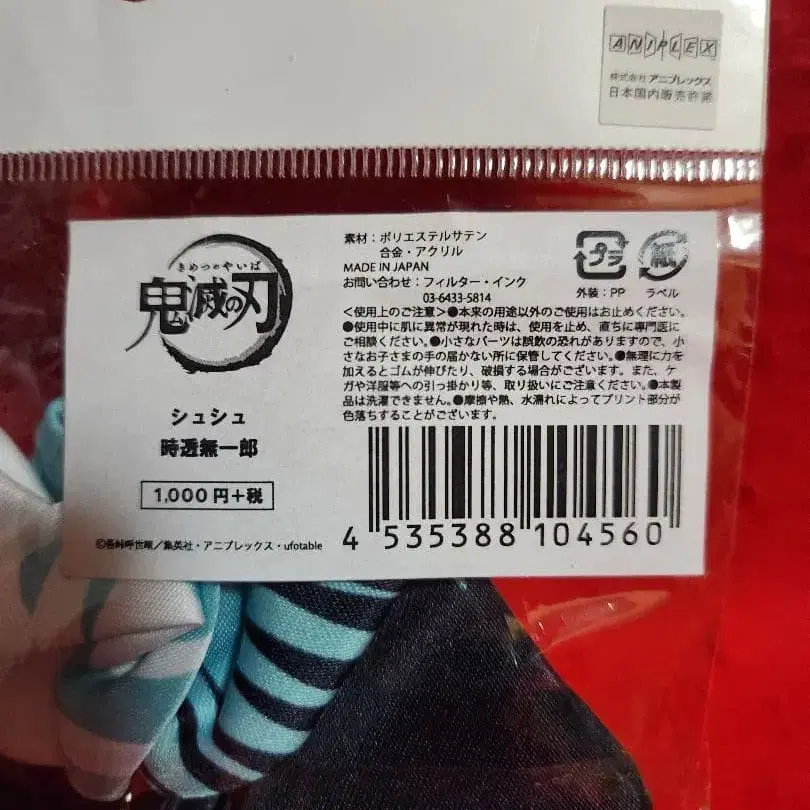 ANIPLEX
株式会社アニプレックス
日本国内販売許諾
きめつのやいば
鬼滅の刃
シュシュ
時透無一郎
1,000円+税
©吾峠呼世晴／集英社・アニプレックス・ufotable
素材：ポリエステルサテン
合金・アクリル
MADE IN JAPAN
お問い合わせ：フィルター・インク
03-6433-5814
プラ
外装：PP
紙
ラベル
＜使用上のご注意＞●本来の用途以外のご使用はお止めください。
●使用中に肌に異常が現れた時は、使用を止め、直ちに専門医に
ご相談ください。●小さなパーツは誤飲の恐れがありますので、小
さなお子さまの手の届かない所に保管してください。●無理に力を
加えるとゴムが伸びたり、破損する場合がございます。また、ケ
ガや洋服等への引っ掛かり等、取り扱いにご注意ください。●本製
品は洗濯できません。●摩擦や熱、水濡れによってプリント部分が
色落ちすることがございます。
4 535388 104560